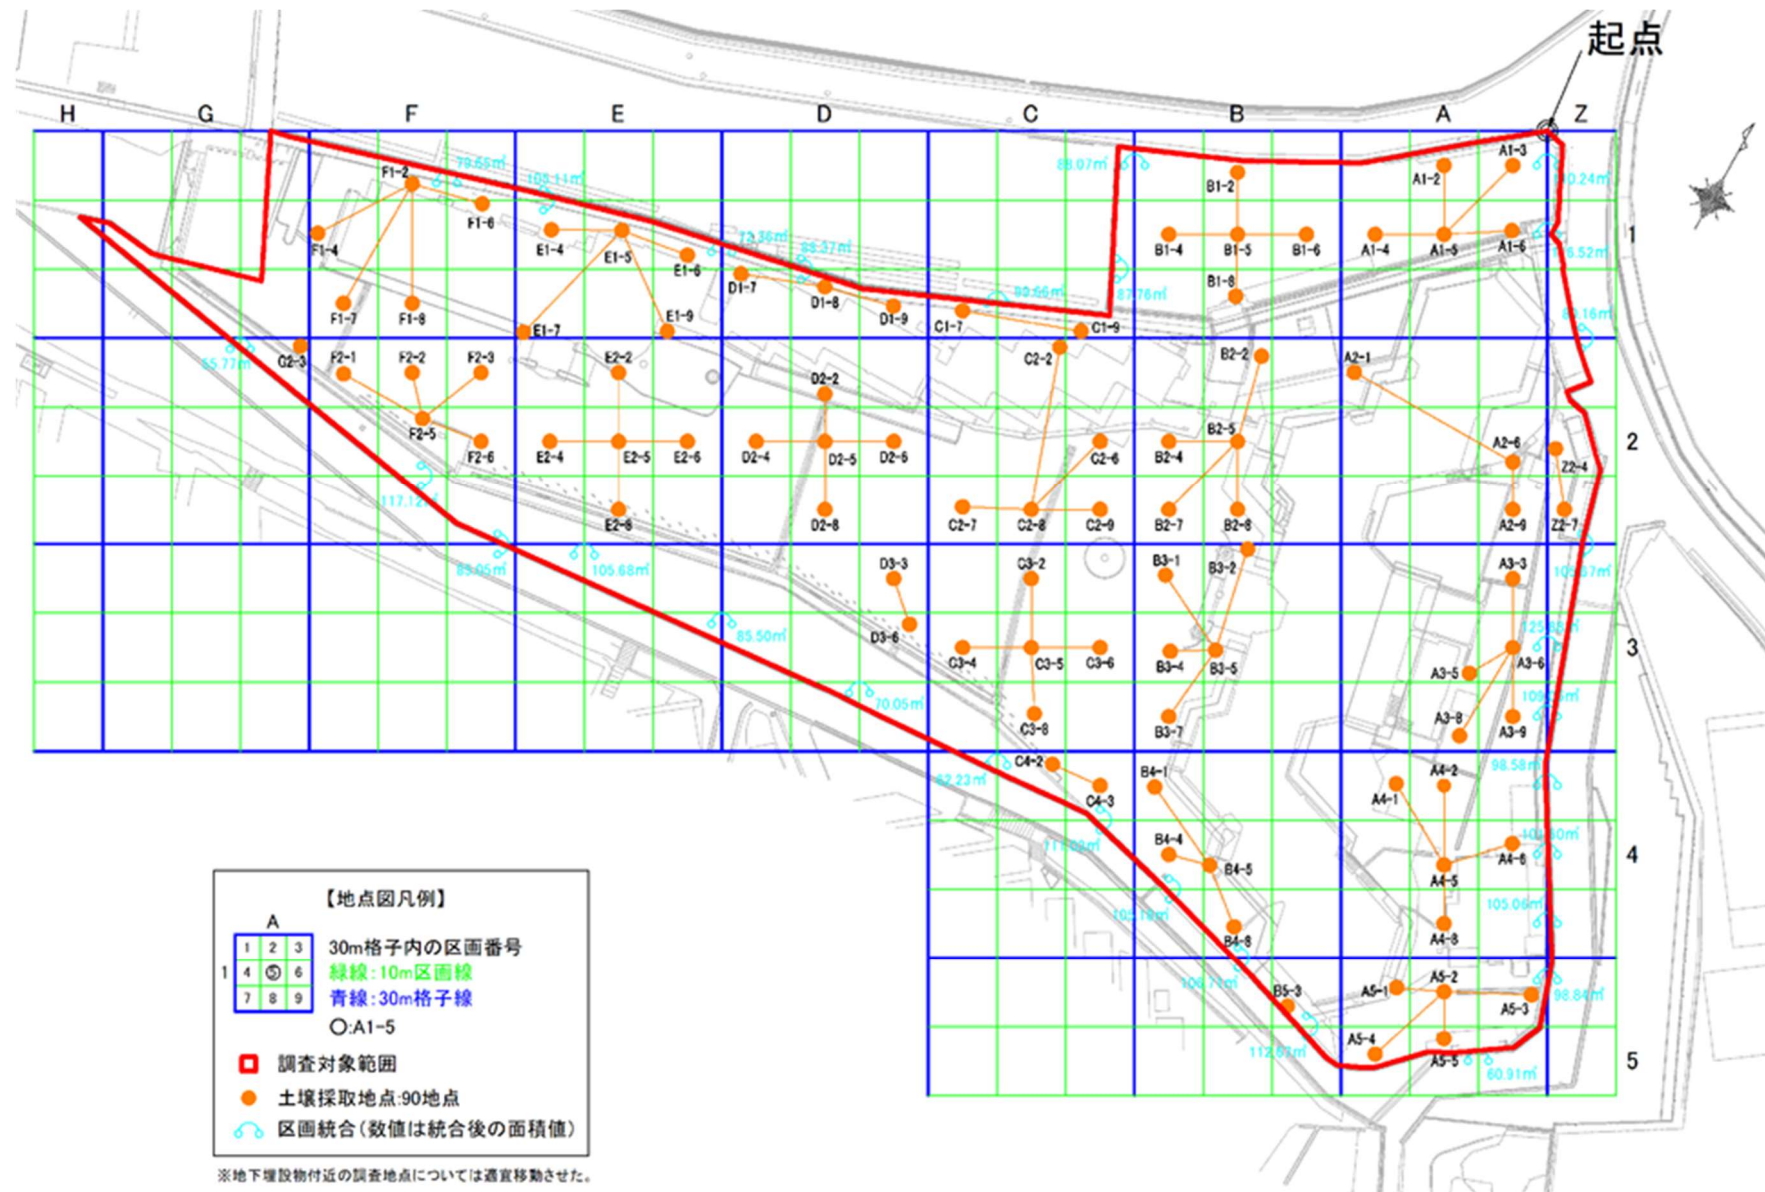 起点
H G F E D C B A Z
79.65㎡
105.11㎡
88.07㎡
F1-2
B1-2
A1-2
A1-3
F1-4
F1-6
E1-4
E1-5
E1-6
72.36㎡
B1-4
B1-5
B1-6
A1-4
A1-5
A1-6
1
D1-7
D1-8
D1-9
87.76㎡
B1-8
F1-7
F1-8
E1-7
E1-9
C1-7
C1-9
G2-3
F2-1
F2-2
F2-3
E2-2
D2-2
C2-2
B2-2
A2-1
F2-5
F2-6
E2-4
E2-5
E2-6
D2-4
D2-5
D2-6
C2-6
B2-4
B2-5
A2-6
Z2-4
2
E2-8
D2-8
C2-7
C2-8
C2-9
B2-7
B2-8
A2-9
Z2-7
105.68㎡
D3-3
C3-2
B3-1
B3-2
A3-3
85.50㎡
D3-6
C3-4
C3-5
C3-6
B3-4
B3-5
A3-5
A3-6
3
70.05㎡
C3-8
B3-7
A3-8
A3-9
C4-2
C4-3
B4-1
A4-1
A4-2
98.58㎡
B4-4
B4-5
A4-5
A4-6
4
B4-8
A4-8
105.06㎡
B5-3
A5-1
A5-2
A5-3
98.84㎡
A5-4
A5-5
60.91㎡
5
【地点図凡例】
A
1 2 3
1 4 ⑤ 6
7 8 9
30m格子内の区画番号
緑線:10m区画線
青線:30m格子線
○:A1-5
調査対象範囲
土壌採取地点:90地点
区画統合(数値は統合後の面積値)
※地下埋設物付近の調査地点については適宜移動させた。